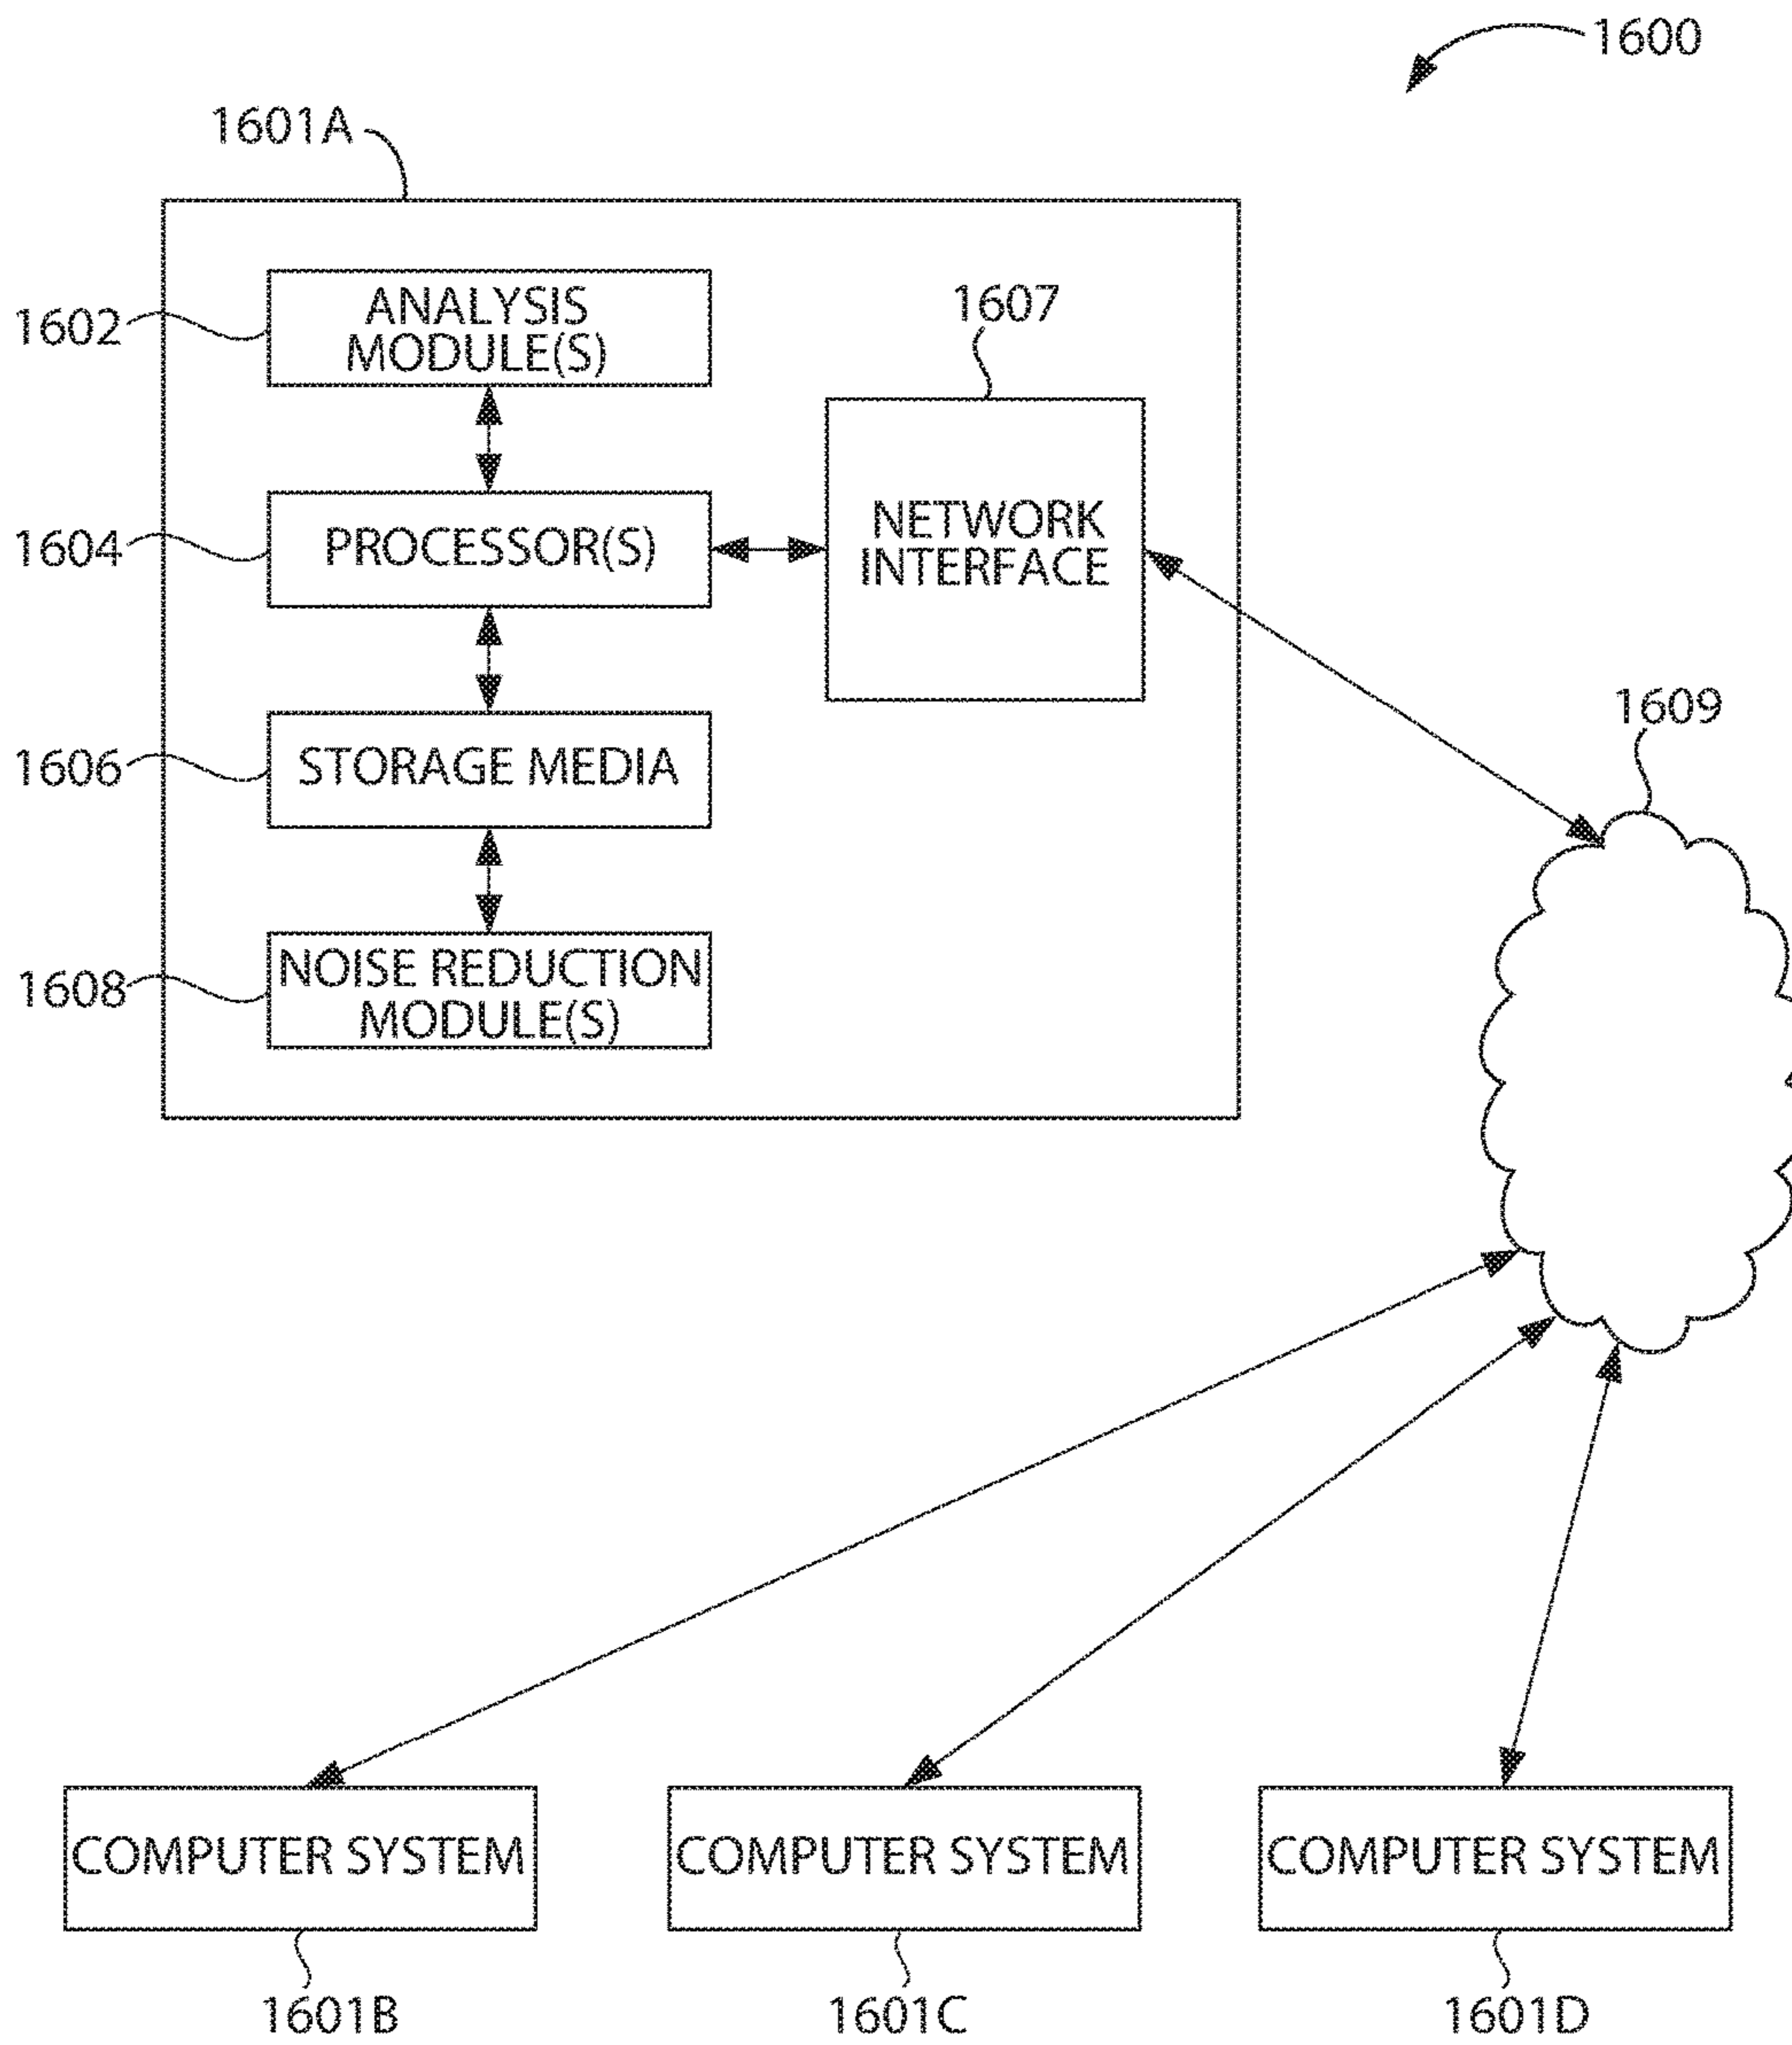 1600
1601A
1602
ANALYSIS
MODULE(S)
1607
1604
PROCESSOR(S)
NETWORK
INTERFACE
1606
STORAGE MEDIA
1609
1608
NOISE REDUCTION
MODULE(S)
COMPUTER SYSTEM
COMPUTER SYSTEM
COMPUTER SYSTEM
1601B
1601C
1601D